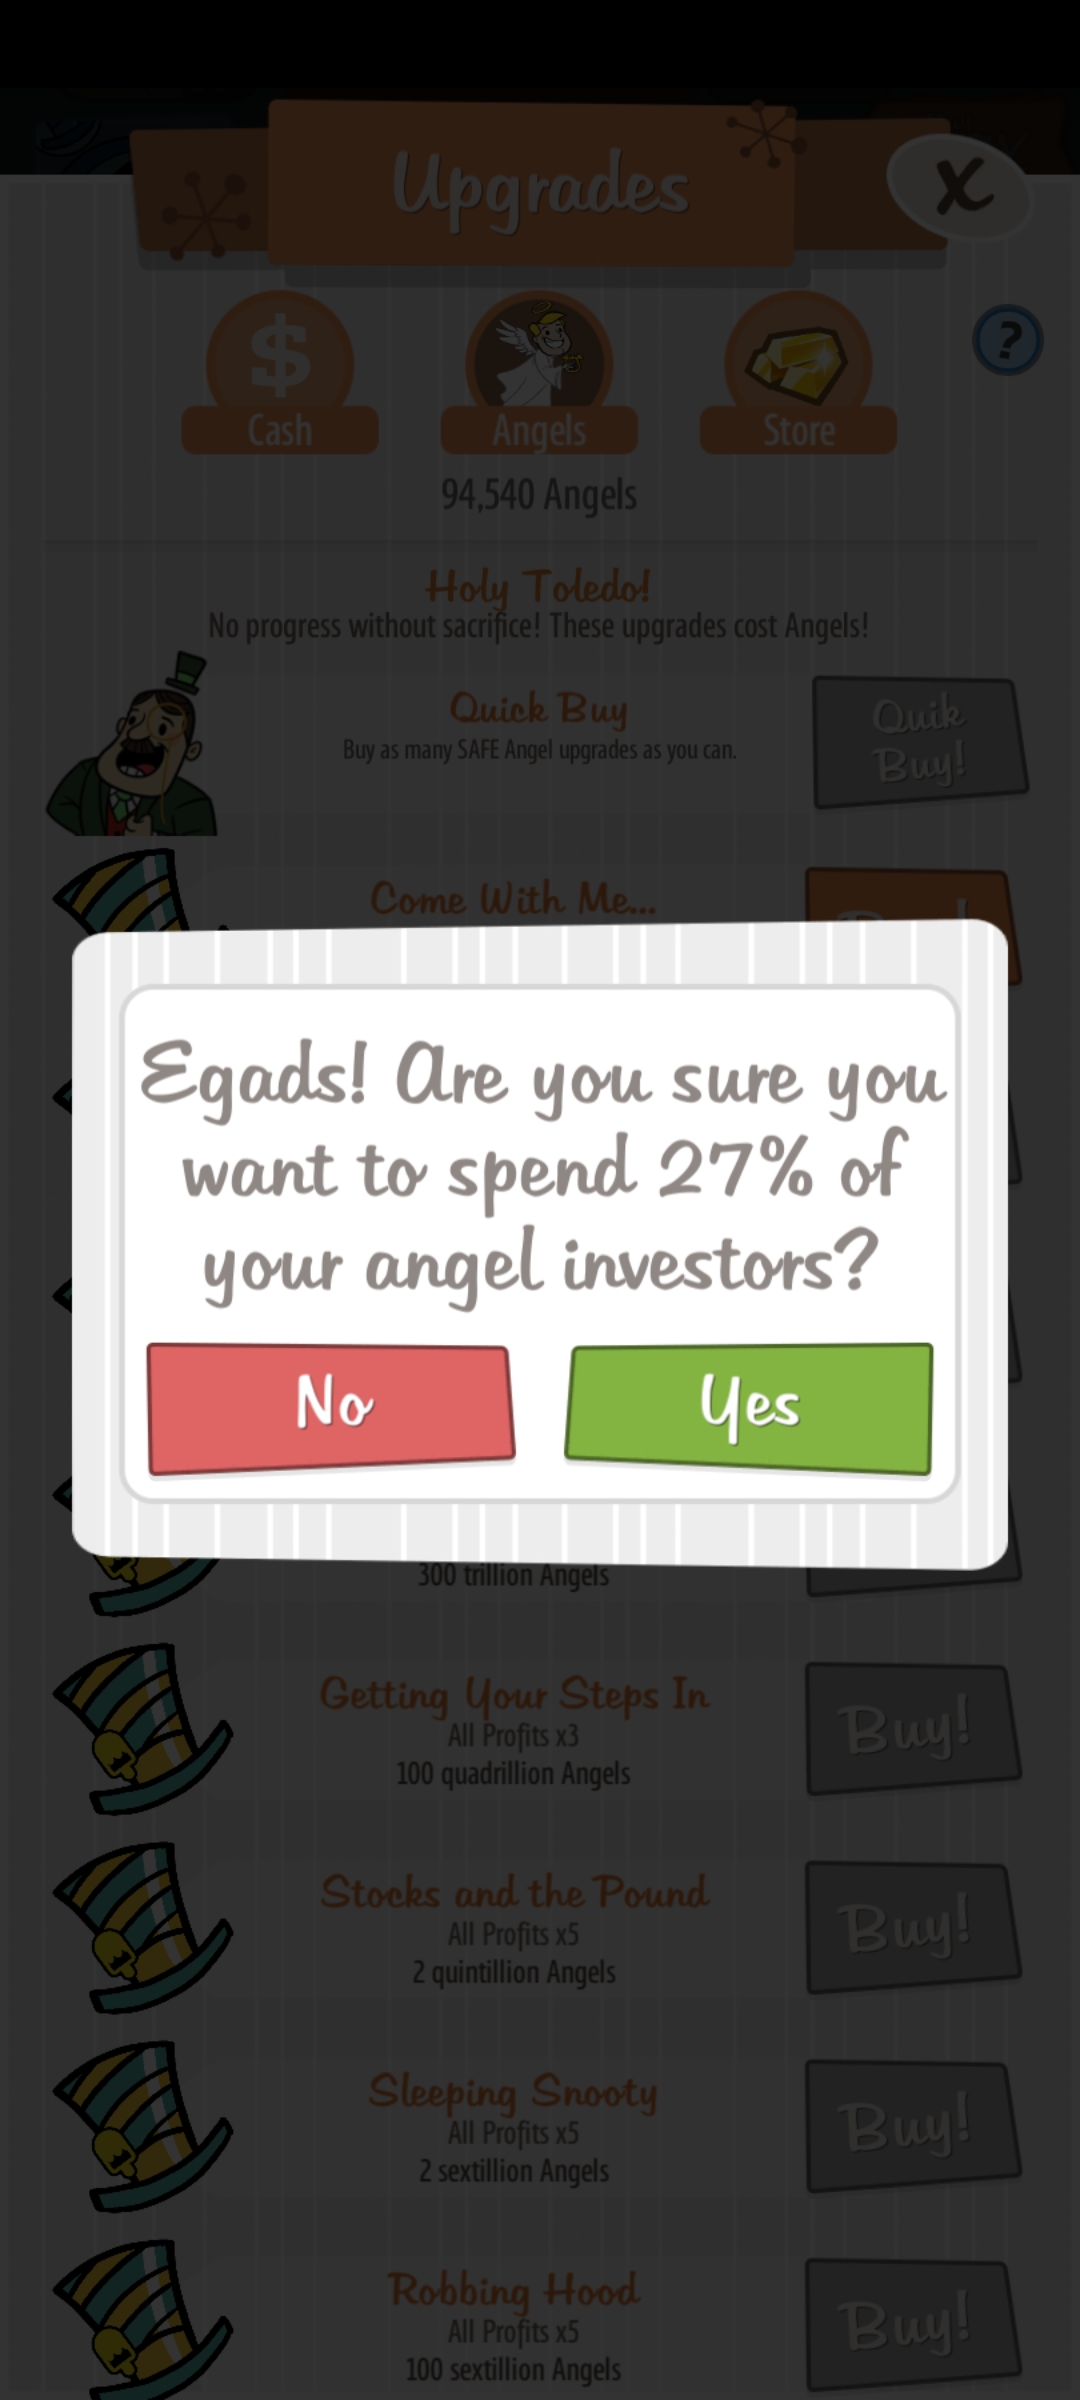 Upgrades
X
$
?
Cash
Angels
Store
94,540 Angels
Holy Toledo!
No progress without sacrifice! These upgrades cost Angels!
Quick Buy
Buy as many SAFE Angel upgrades as you can.
Quik
Buy!
Come With Me...
Egads! Are you sure you
want to spend 27% of
your angel investors?
No
Yes
300 trillion Angels
Getting Your Steps In
All Profits x3
100 quadrillion Angels
Buy!
Stocks and the Pound
All Profits x5
2 quintillion Angels
Buy!
Sleeping Snooty
All Profits x5
2 sextillion Angels
Buy!
Robbing Hood
All Profits x5
100 sextillion Angels
Buy!